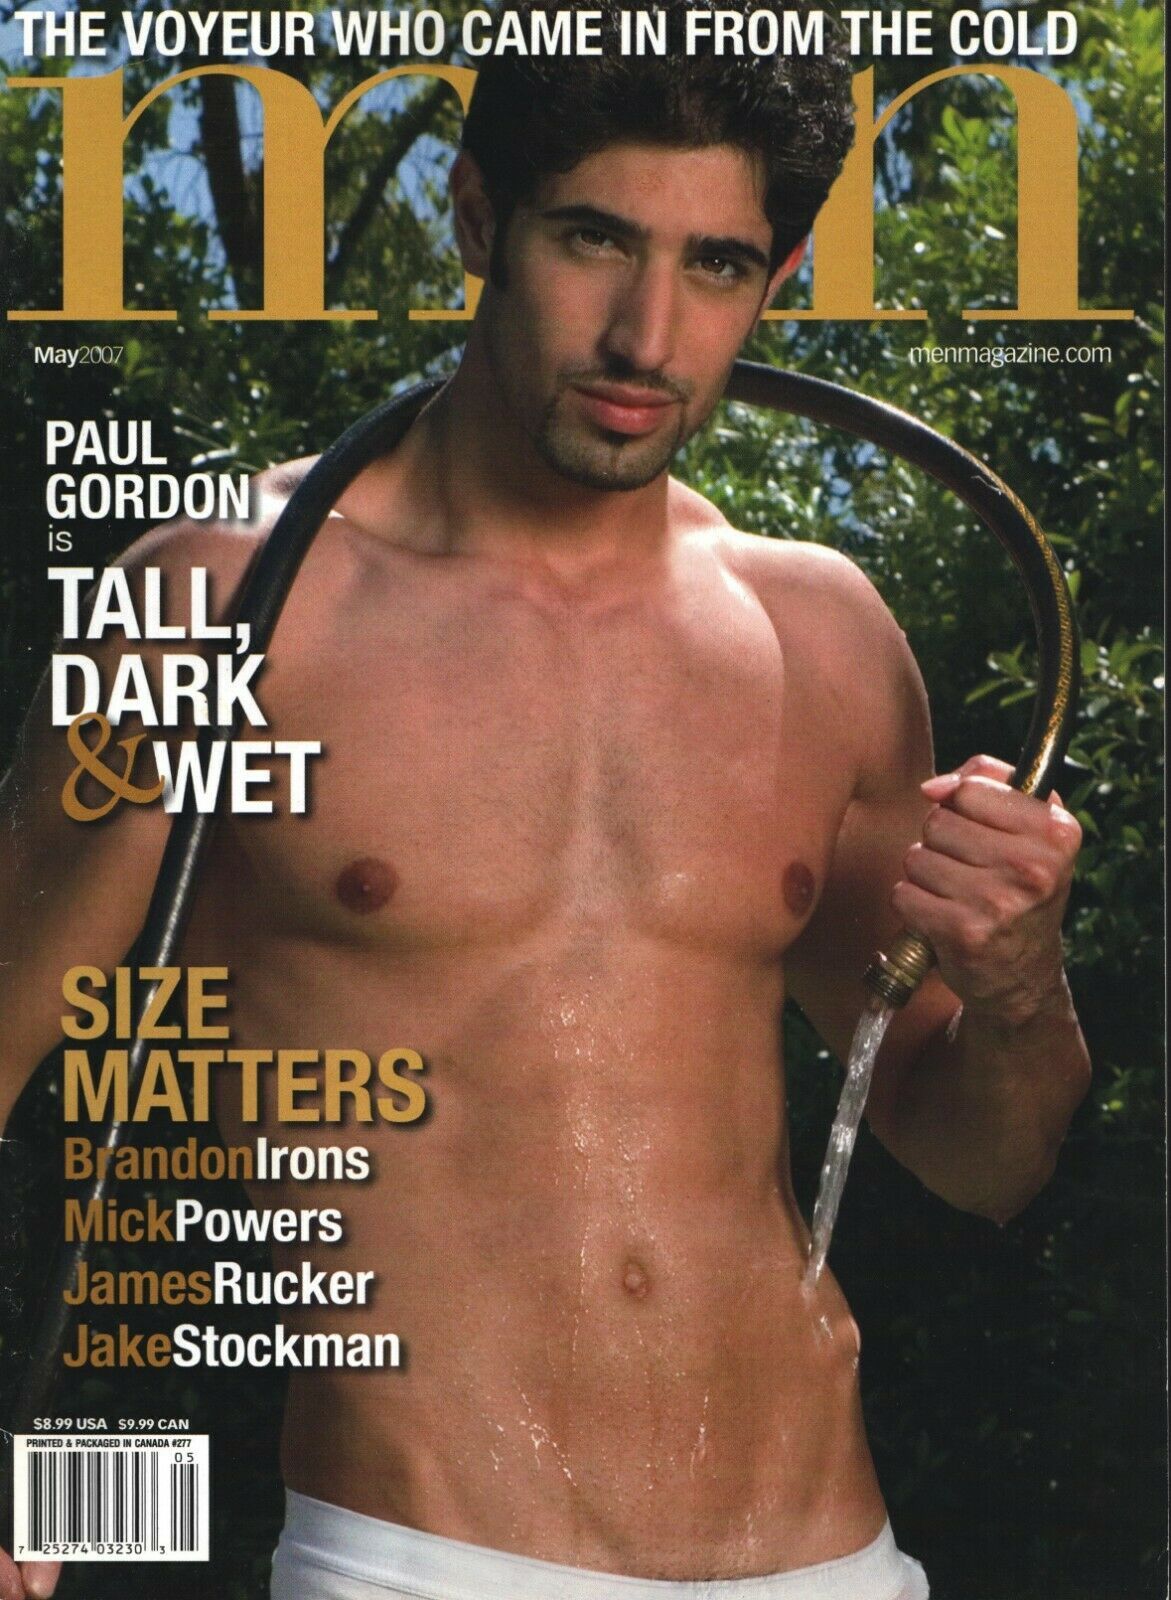 THE VOYEUR WHO CAME IN FROM THE COLD
men
May2007
menmagazine.com
PAUL
GORDON
is
TALL,
DARK
& WET
SIZE
MATTERS
BrandonIrons
MickPowers
JamesRucker
JakeStockman
$8.99 USA $9.99 CAN
PRINTED & PACKAGED IN CANADA #277
05
7 25274 03230 3